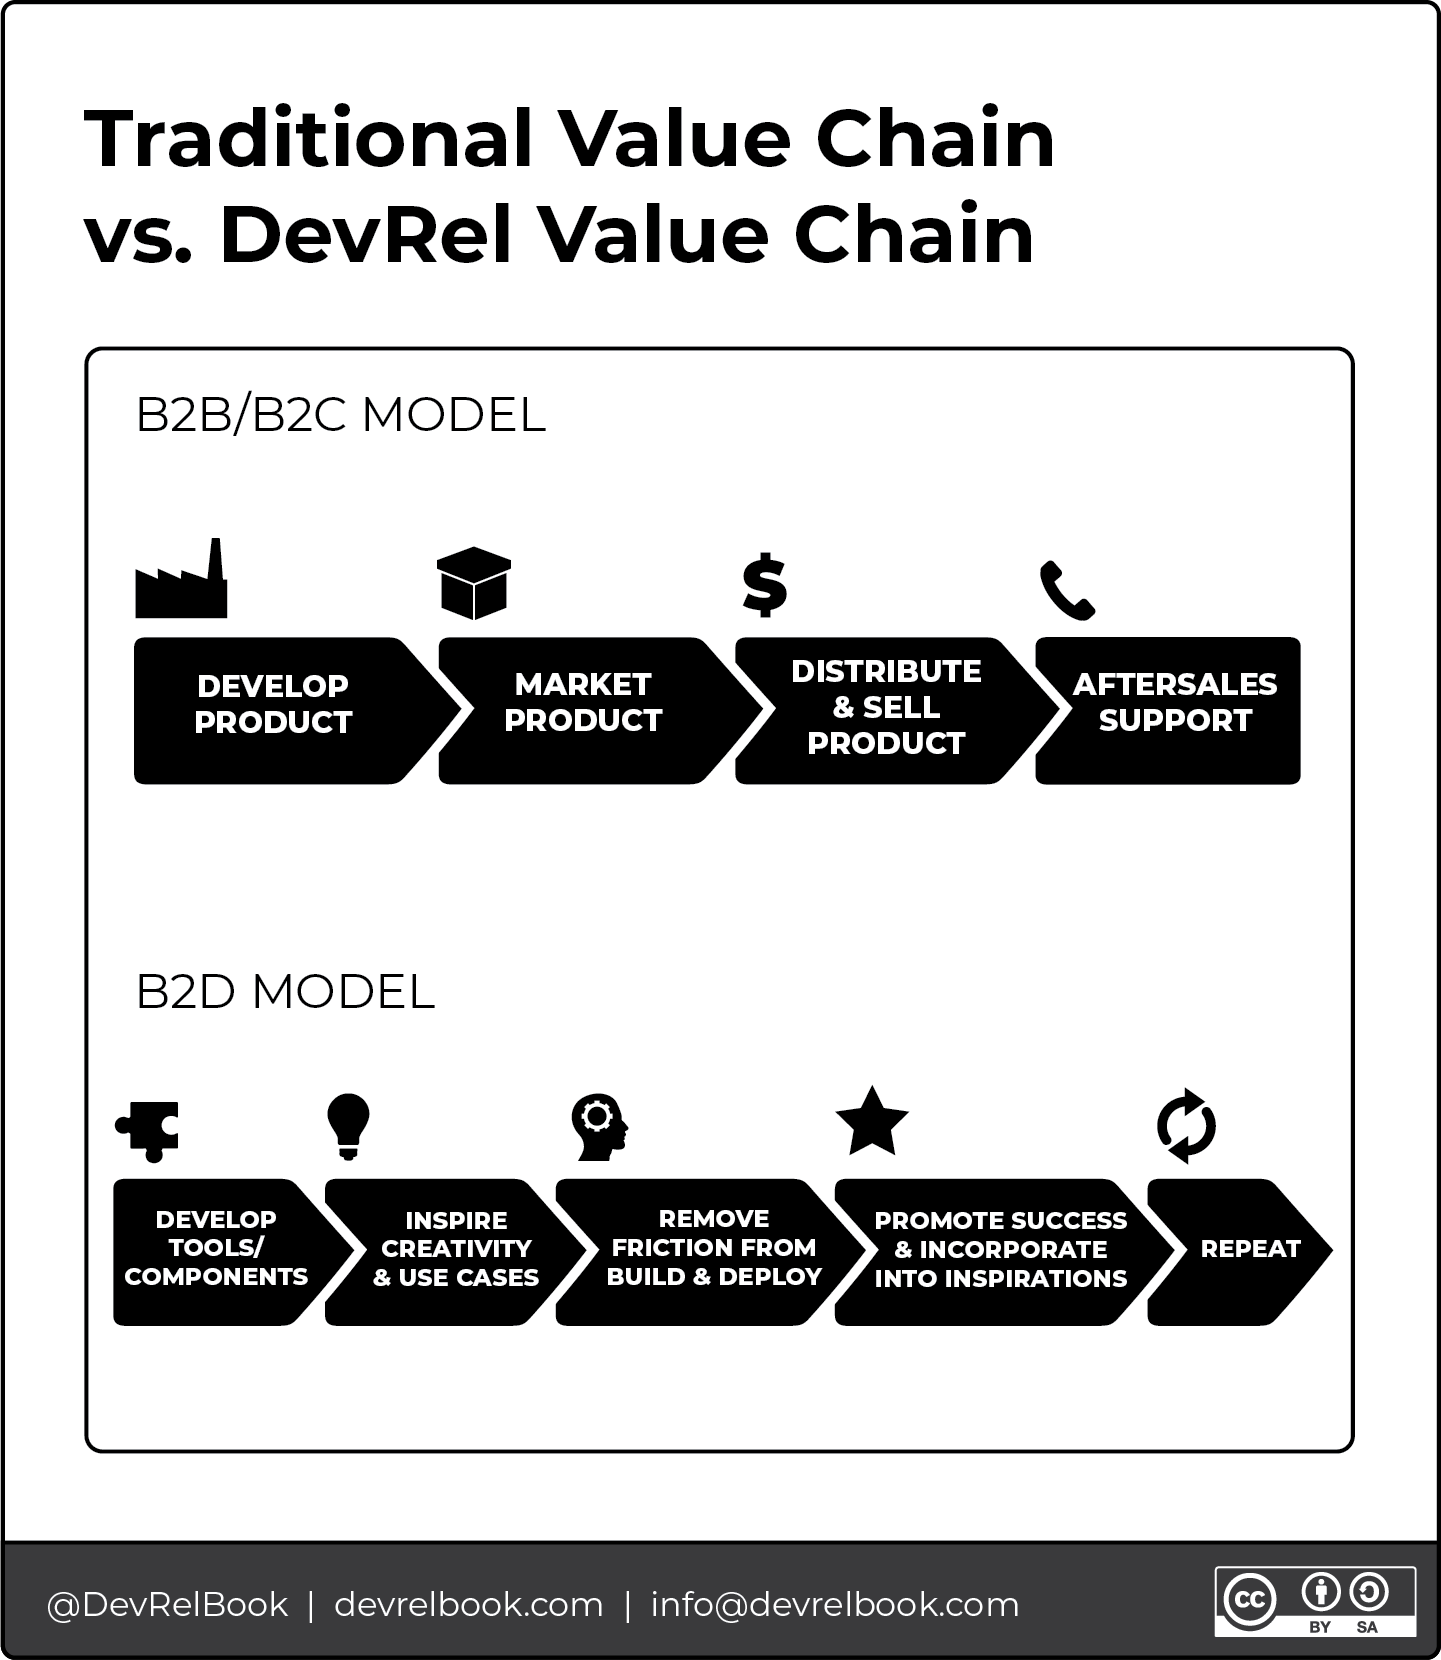 Traditional Value Chain
vs. DevRel Value Chain
B2B/B2C MODEL
DEVELOP
PRODUCT
MARKET
PRODUCT
$
DISTRIBUTE
& SELL
PRODUCT
AFTERSALES
SUPPORT
B2D MODEL
DEVELOP
TOOLS/
COMPONENTS
INSPIRE
CREATIVITY
& USE CASES
REMOVE
FRICTION FROM
BUILD & DEPLOY
PROMOTE SUCCESS
& INCORPORATE
INTO INSPIRATIONS
REPEAT
@DevRelBook | devrelbook.com | info@devrelbook.com
CC
BY SA